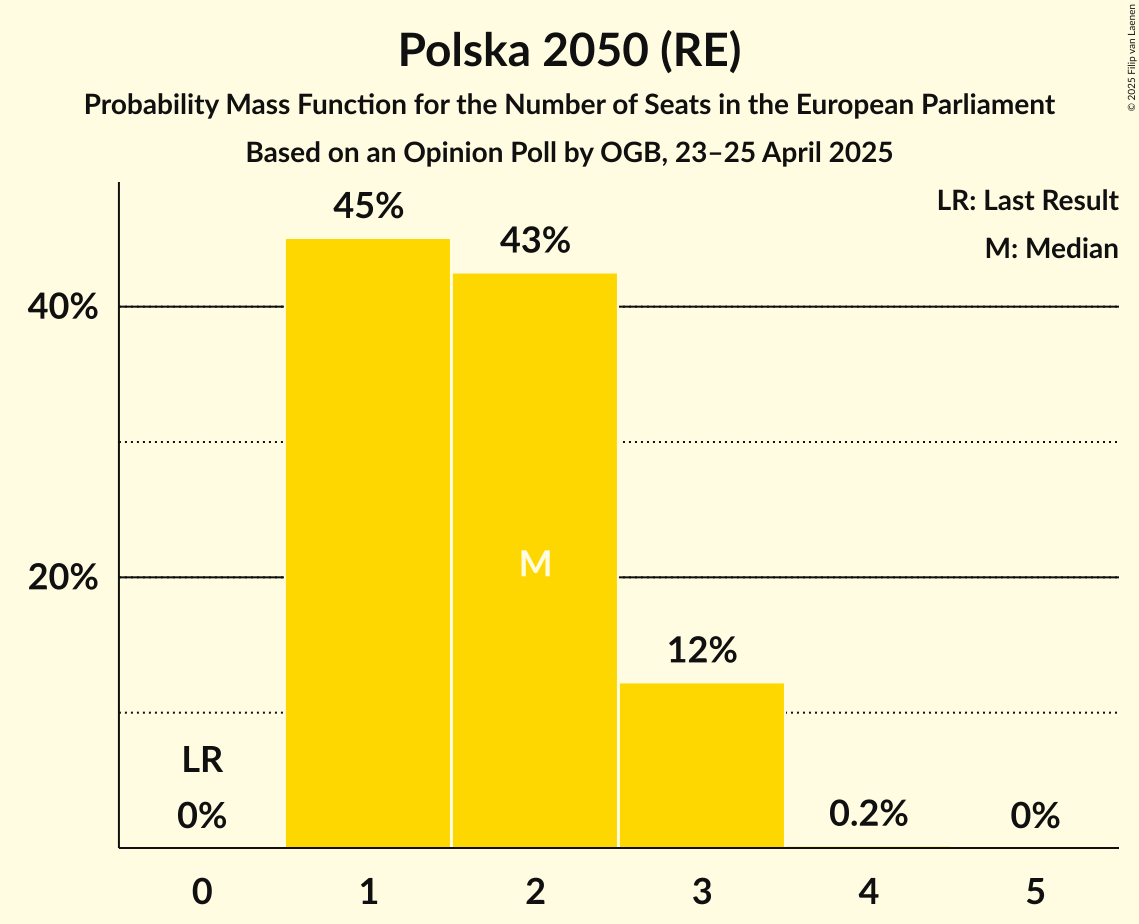 Polska 2050 (RE)
Probability Mass Function for the Number of Seats in the European Parliament
Based on an Opinion Poll by OGB, 23–25 April 2025
© 2025 Filip van Laenen
LR: Last Result
M: Median
45%
43%
40%
M
20%
12%
LR
0%
0.2%
0%
0 1 2 3 4 5